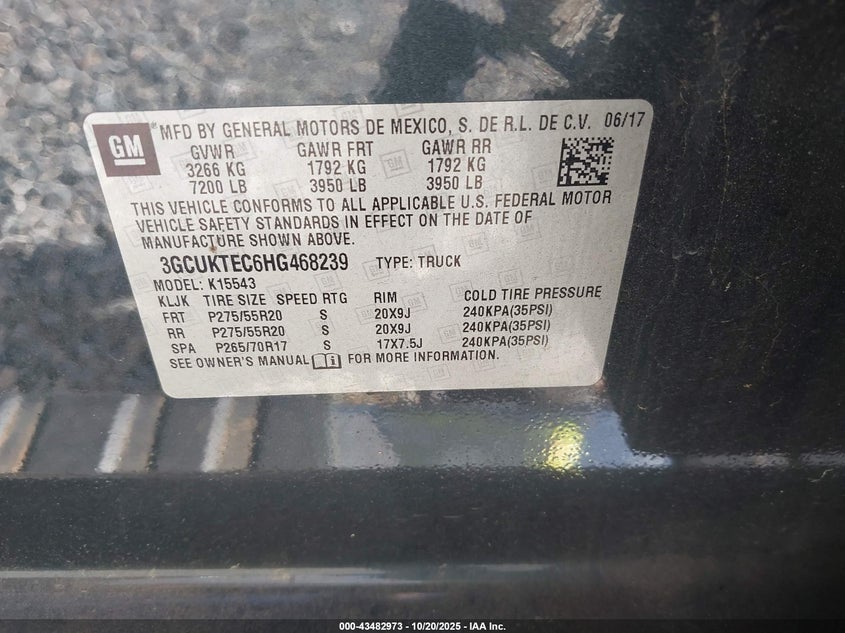 GM ® MFD BY GENERAL MOTORS DE MEXICO, S. DE R.L. DE C.V. 06/17
GVWR GAWR FRT GAWR RR
3266 KG 1792 KG 1792 KG
7200 LB 3950 LB 3950 LB
THIS VEHICLE CONFORMS TO ALL APPLICABLE U.S. FEDERAL MOTOR
VEHICLE SAFETY STANDARDS IN EFFECT ON THE DATE OF
MANUFACTURE SHOWN ABOVE.
3GCUKTEC6HG468239 TYPE: TRUCK
MODEL: K15543
KLJK TIRE SIZE SPEED RTG RIM COLD TIRE PRESSURE
FRT P275/55R20 S 20X9J 240KPA(35PSI)
RR P275/55R20 S 20X9J 240KPA(35PSI)
SPA P265/70R17 S 17X7.5J 240KPA(35PSI)
SEE OWNER'S MANUAL FOR MORE INFORMATION.
000-43482973 | 10/20/2025 - IAA Inc.